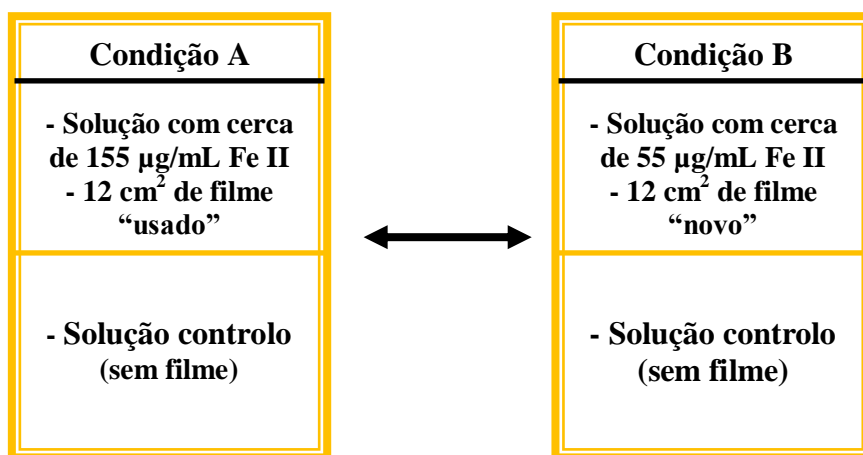 Condição A
- Solução com cerca
de 155 µg/mL Fe II
- 12 cm² de filme
“usado”
- Solução controlo
(sem filme)
Condição B
- Solução com cerca
de 55 µg/mL Fe II
- 12 cm² de filme
“novo”
- Solução controlo
(sem filme)